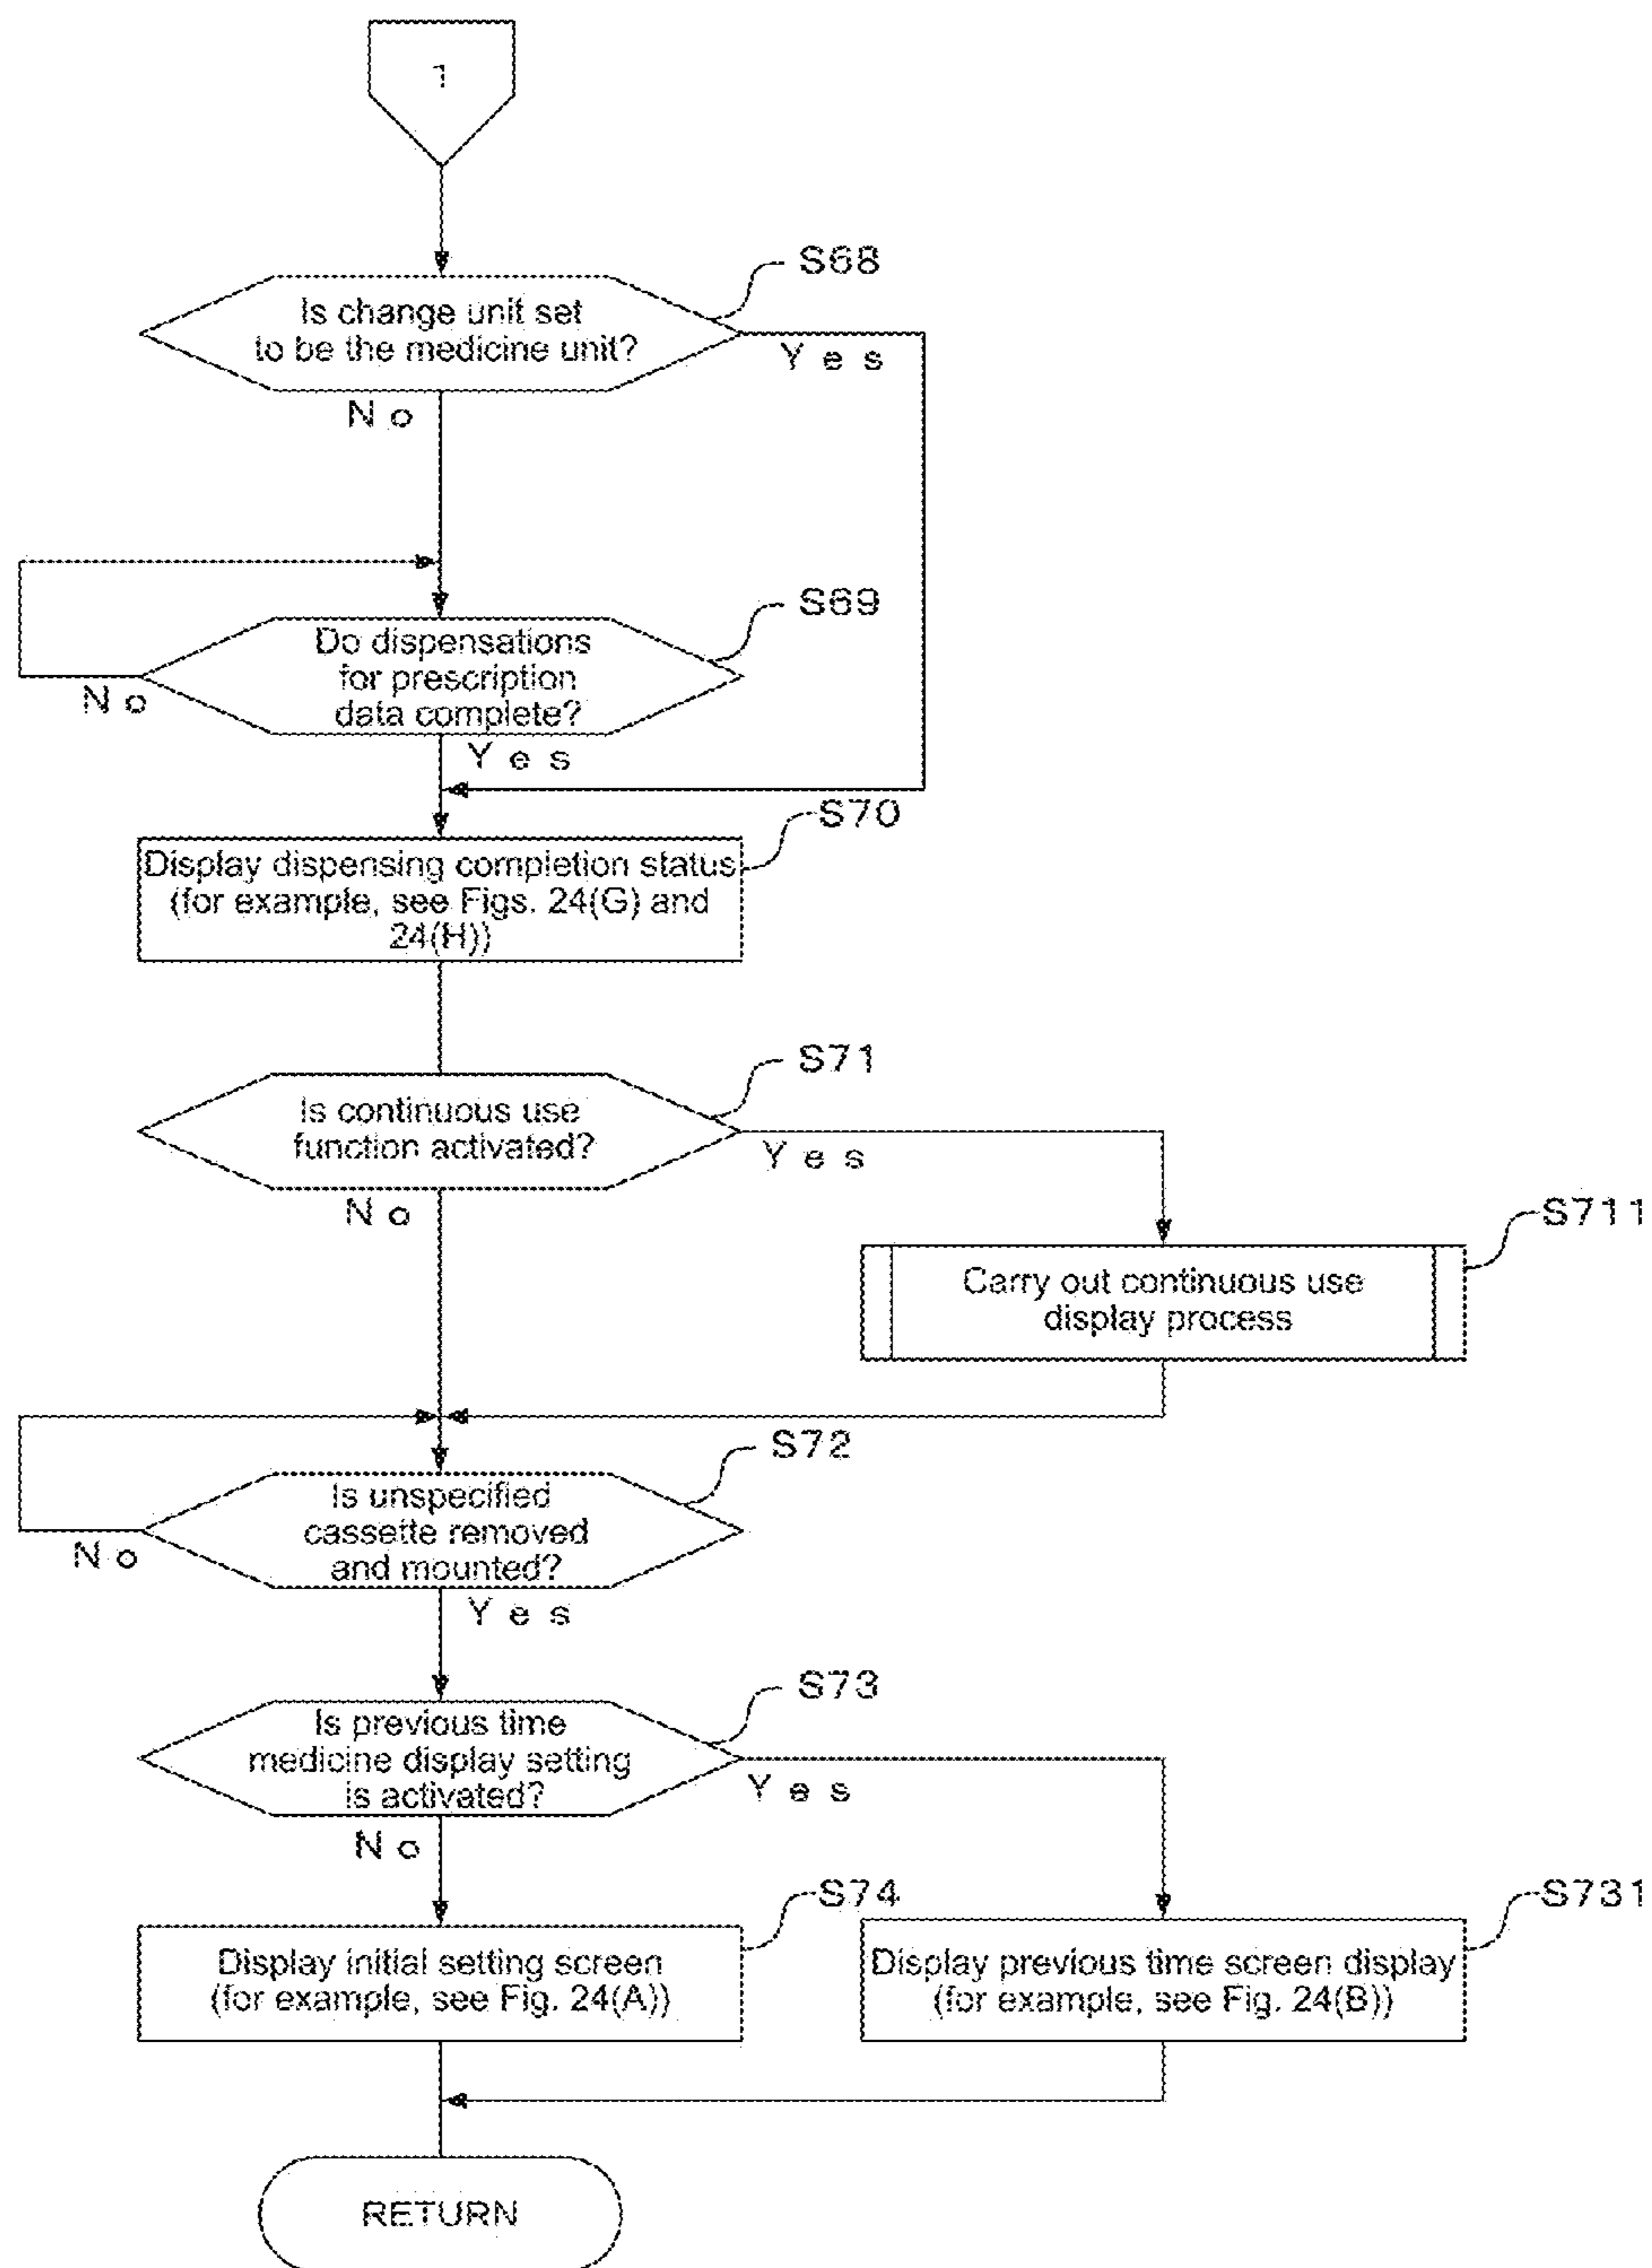 1
S68
Is change unit set
to be the medicine unit?
Yes
No
S69
Do dispensations
for prescription
data complete?
No
Yes
S70
Display dispensing completion status
(for example, see Figs. 24(G) and
24(H))
S71
Is continuous use
function activated?
Yes
No
S711
Carry out continuous use
display process
S72
Is unspecified
cassette removed
and mounted?
No
Yes
S73
Is previous time
medicine display setting
is activated?
Yes
No
S74
Display initial setting screen
(for example, see Fig. 24(A))
S731
Display previous time screen display
(for example, see Fig. 24(B))
RETURN